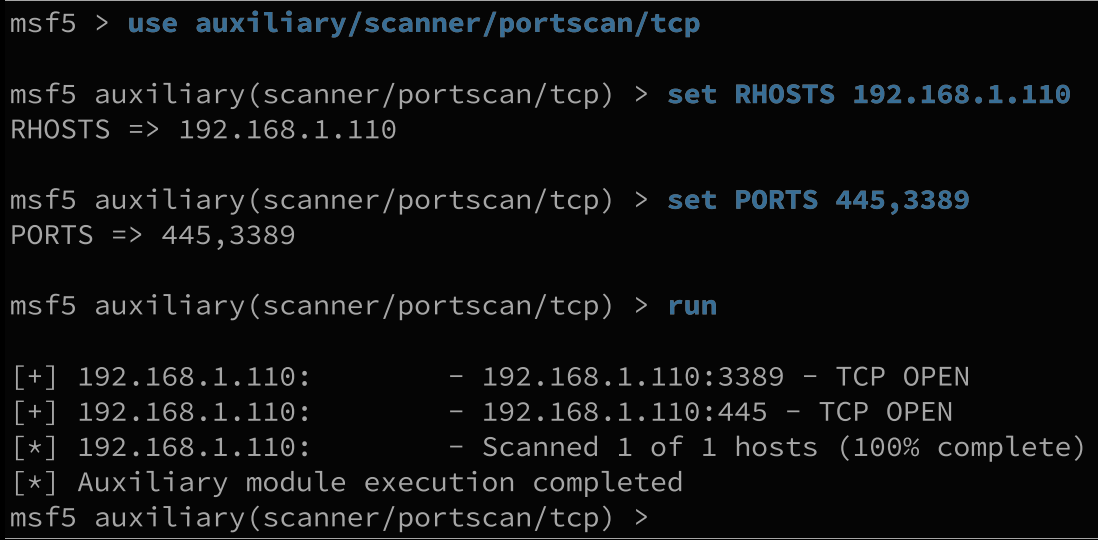 msf5 > use auxiliary/scanner/portscan/tcp
msf5 auxiliary(scanner/portscan/tcp) > set RHOSTS 192.168.1.110
RHOSTS => 192.168.1.110
msf5 auxiliary(scanner/portscan/tcp) > set PORTS 445,3389
PORTS => 445,3389
msf5 auxiliary(scanner/portscan/tcp) > run
[+] 192.168.1.110:        - 192.168.1.110:3389 - TCP OPEN
[+] 192.168.1.110:        - 192.168.1.110:445 - TCP OPEN
[*] 192.168.1.110:        - Scanned 1 of 1 hosts (100% complete)
[*] Auxiliary module execution completed
msf5 auxiliary(scanner/portscan/tcp) >